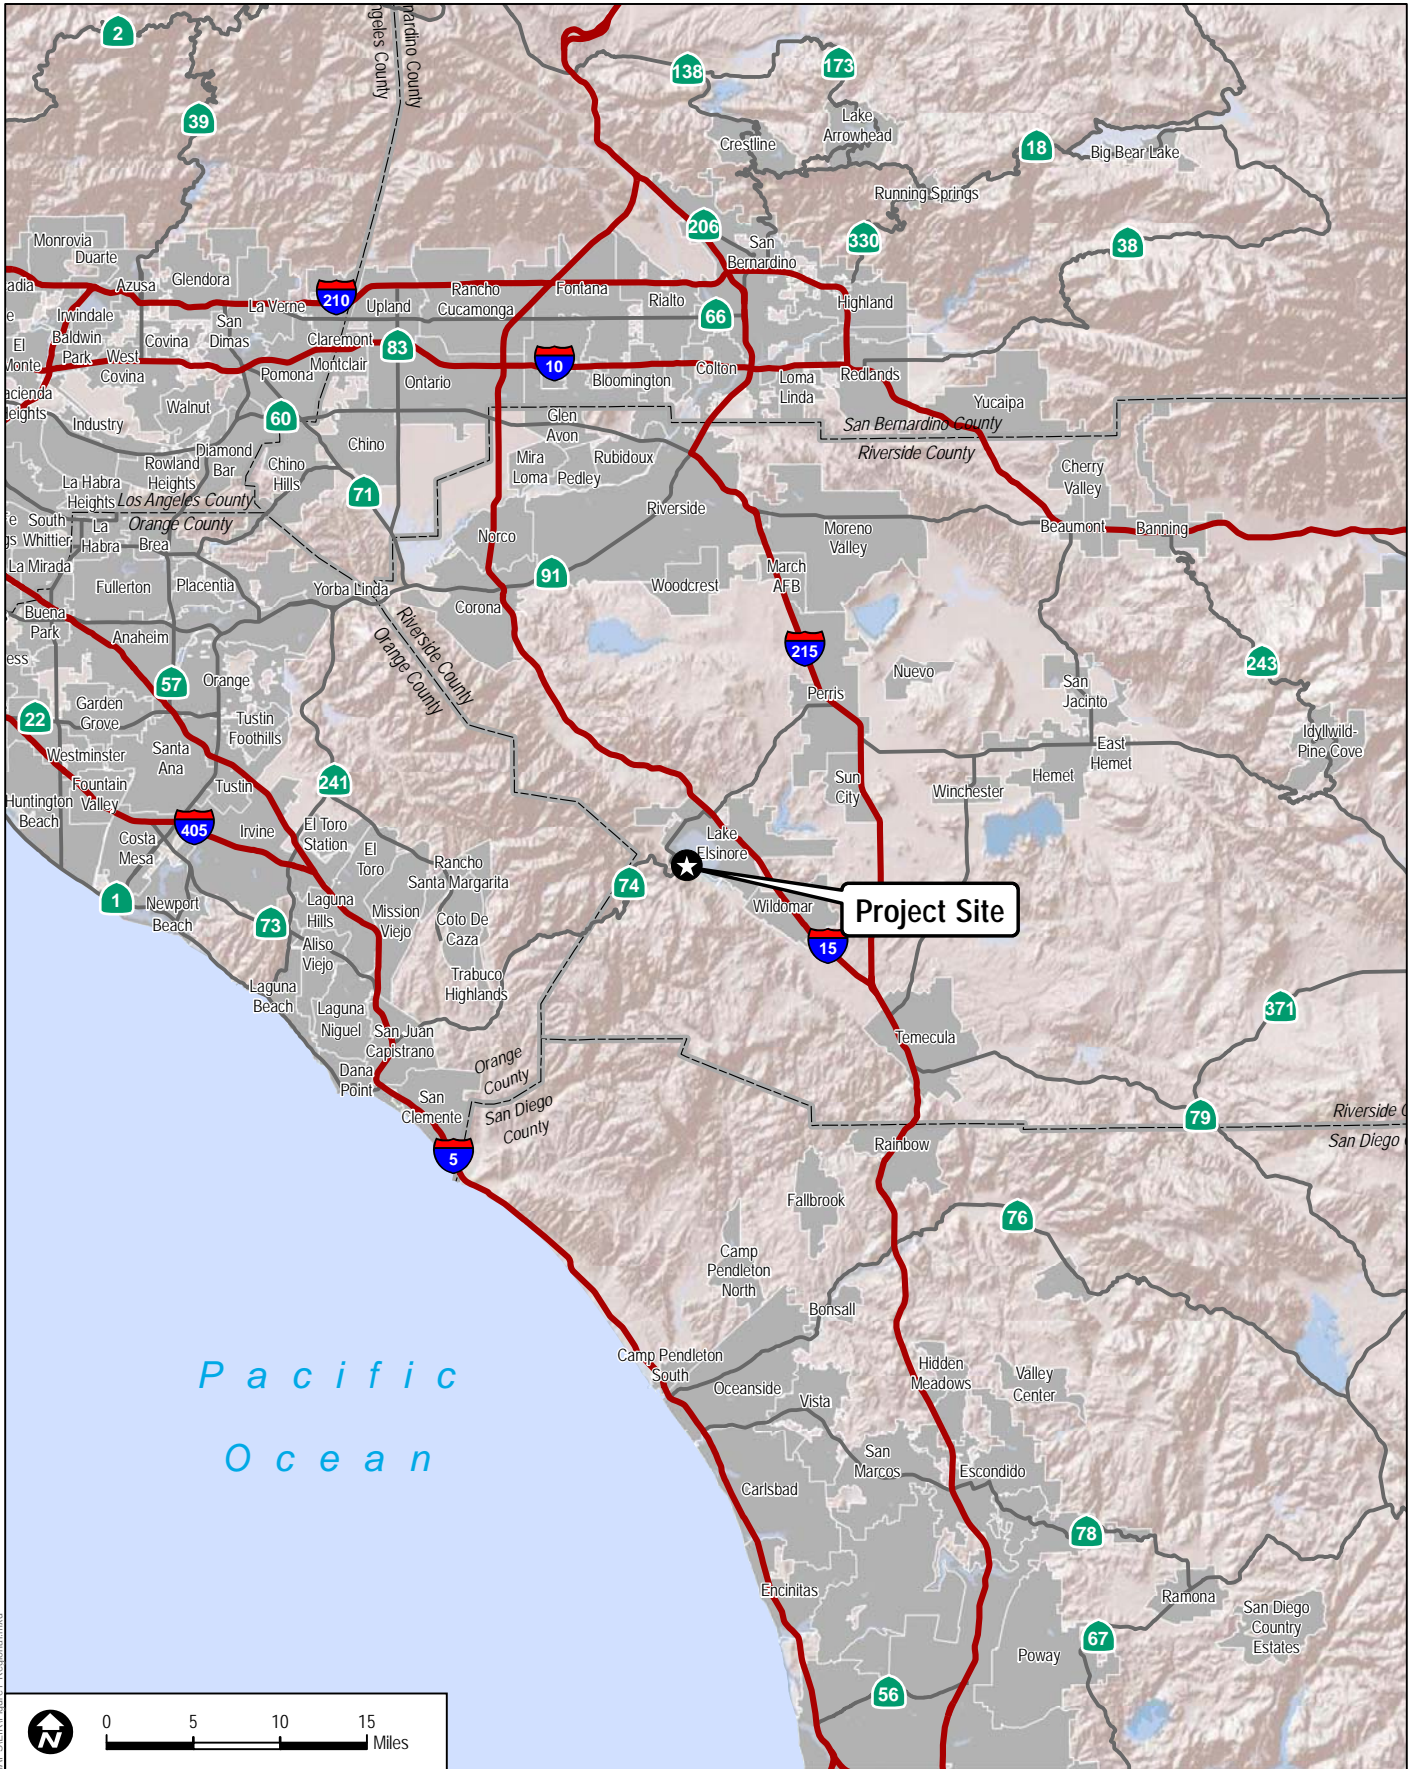 2
39
138
173
Lake
Arrowhead
Crestline
18
Big Bear Lake
Running Springs
206
330
38
San
Bernardino
Monrovia
Duarte
Azusa
Glendora
La Verne
210
Upland
Rancho
Cucamonga
Fontana
Rialto
66
Highland
Irwindale
Baldwin
Park
West
Covina
Covina
San
Dimas
Claremont
Montclair
83
Pomona
Ontario
10
Bloomington
Colton
Loma
Linda
Redlands
Yucaipa
El
Monte
Walnut
Industry
60
Chino
Glen
Avon
Mira
Loma
Pedley
Rubidoux
San Bernardino County
Riverside County
Cherry
Valley
Diamond
Bar
Rowland
Heights
Chino
Hills
71
La Habra
Heights
Los Angeles County
Orange County
South
Whittier
La
Habra
Brea
La Mirada
Fullerton
Placentia
Yorba Linda
Norco
Riverside
91
Corona
Woodcrest
Moreno
Valley
March
AFB
Beaumont
Banning
Buena
Park
Anaheim
Riverside County
Orange County
215
Nuevo
243
57
Orange
22
Garden
Grove
Tustin
Foothills
Westminster
Santa
Ana
Perris
San
Jacinto
Idyllwild-
Pine Cove
East
Hemet
Hemet
Winchester
Sun
City
Fountain
Valley
Tustin
241
Huntington
Beach
405
Costa
Mesa
Irvine
El Toro
Station
El
Toro
Rancho
Santa Margarita
Lake
Elsinore
74
Wildomar
Project Site
15
1
Newport
Beach
73
Laguna
Hills
Mission
Viejo
Coto De
Caza
Aliso
Viejo
Trabuco
Highlands
Laguna
Beach
Laguna
Niguel
San Juan
Capistrano
371
Temecula
Dana
Point
Orange
County
San Diego
County
San
Clemente
79
5
Rainbow
Fallbrook
76
Camp
Pendleton
North
Bonsall
Camp Pendleton
South
Oceanside
Vista
Hidden
Meadows
Valley
Center
Pacific
Ocean
San
Marcos
Escondido
Carlsbad
78
Encinitas
Ramona
San Diego
Country
Estates
67
Poway
56
N
0 5 10 15
Miles